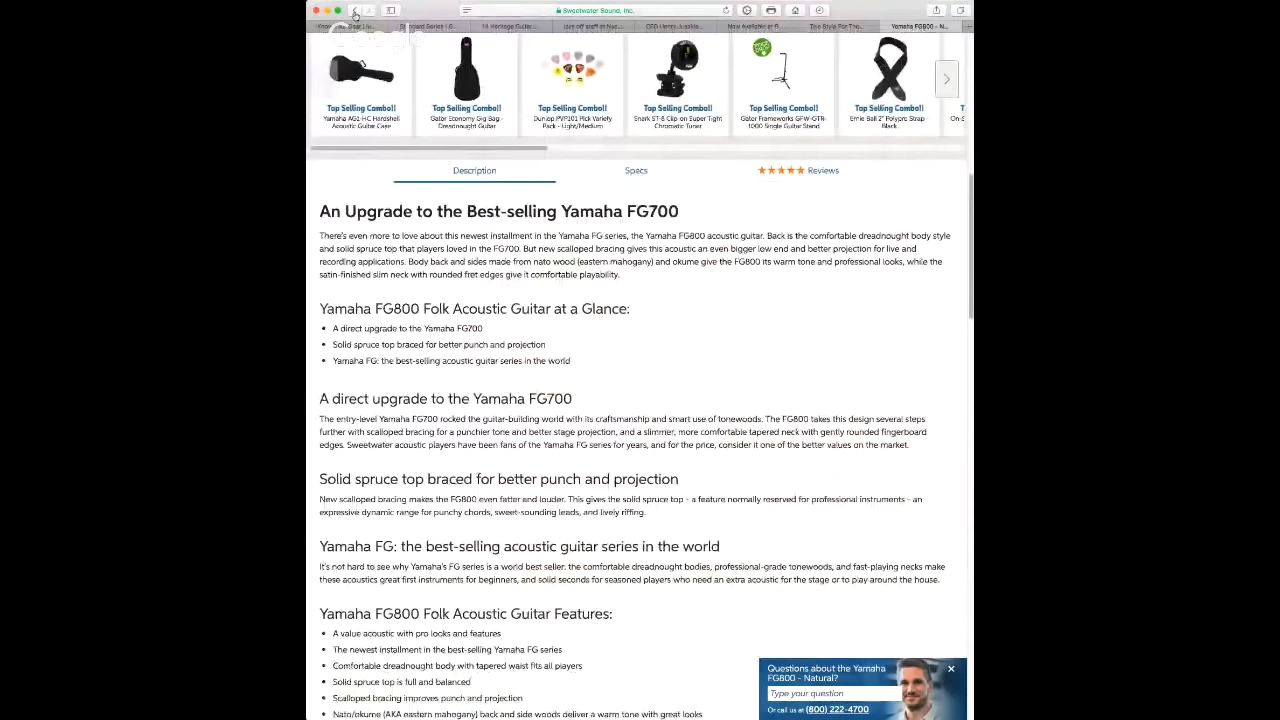 Sweetwater Sound, Inc.
Yamaha FG800 – N...
Top Selling Combo!!
Yamaha AG1-HC Hardshell
Acoustic Guitar Case
Top Selling Combo!!
Gator Economy Gig Bag -
Dreadnought Guitar
Top Selling Combo!!
Dunlop PVP101 Pick Variety
Pack - Light/Medium
Top Selling Combo!!
Snark ST-8 Clip-on Super Tight
Chromatic Tuner
Top Selling Combo!!
Gator Frameworks GFW-GTR-
1000 Single Guitar Stand
Top Selling Combo!!
Ernie Ball 2" Polypro Strap -
Black
Description
Specs
Reviews
An Upgrade to the Best-selling Yamaha FG700
There's even more to love about this newest installment in the Yamaha FG series, the Yamaha FG800 acoustic guitar. Back is the comfortable dreadnought body style
and solid spruce top that players loved in the FG700. But new scalloped bracing gives this acoustic an even bigger low end and better projection for live and
recording applications. Body back and sides made from nato wood (eastern mahogany) and okume give the FG800 its warm tone and professional looks, while the
satin-finished slim neck with rounded fret edges give it comfortable playability.
Yamaha FG800 Folk Acoustic Guitar at a Glance:
• A direct upgrade to the Yamaha FG700
• Solid spruce top braced for better punch and projection
• Yamaha FG: the best-selling acoustic guitar series in the world
A direct upgrade to the Yamaha FG700
The entry-level Yamaha FG700 rocked the guitar-building world with its craftsmanship and smart use of tonewoods. The FG800 takes this design several steps
further with scalloped bracing for a punchier tone and better stage projection, and a slimmer, more comfortable tapered neck with gently rounded fingerboard
edges. Sweetwater acoustic players have been fans of the Yamaha FG series for years, and for the price, consider it one of the better values on the market.
Solid spruce top braced for better punch and projection
New scalloped bracing makes the FG800 even fatter and louder. This gives the solid spruce top - a feature normally reserved for professional instruments - an
expressive dynamic range for punchy chords, sweet-sounding leads, and lively riffing.
Yamaha FG: the best-selling acoustic guitar series in the world
It's not hard to see why Yamaha's FG series is a world best seller: the comfortable dreadnought bodies, professional-grade tonewoods, and fast-playing necks make
these acoustics great first instruments for beginners, and solid seconds for seasoned players who need an extra acoustic for the stage or to play around the house.
Yamaha FG800 Folk Acoustic Guitar Features:
• A value acoustic with pro looks and features
• The newest installment in the best-selling Yamaha FG series
• Comfortable dreadnought body with tapered waist fits all players
• Solid spruce top is full and balanced
• Scalloped bracing improves punch and projection
• Nato/okume (AKA eastern mahogany) back and side woods deliver a warm tone with great looks
Questions about the Yamaha
FG800 - Natural?
Type your question
Or call us at (800) 222-4700